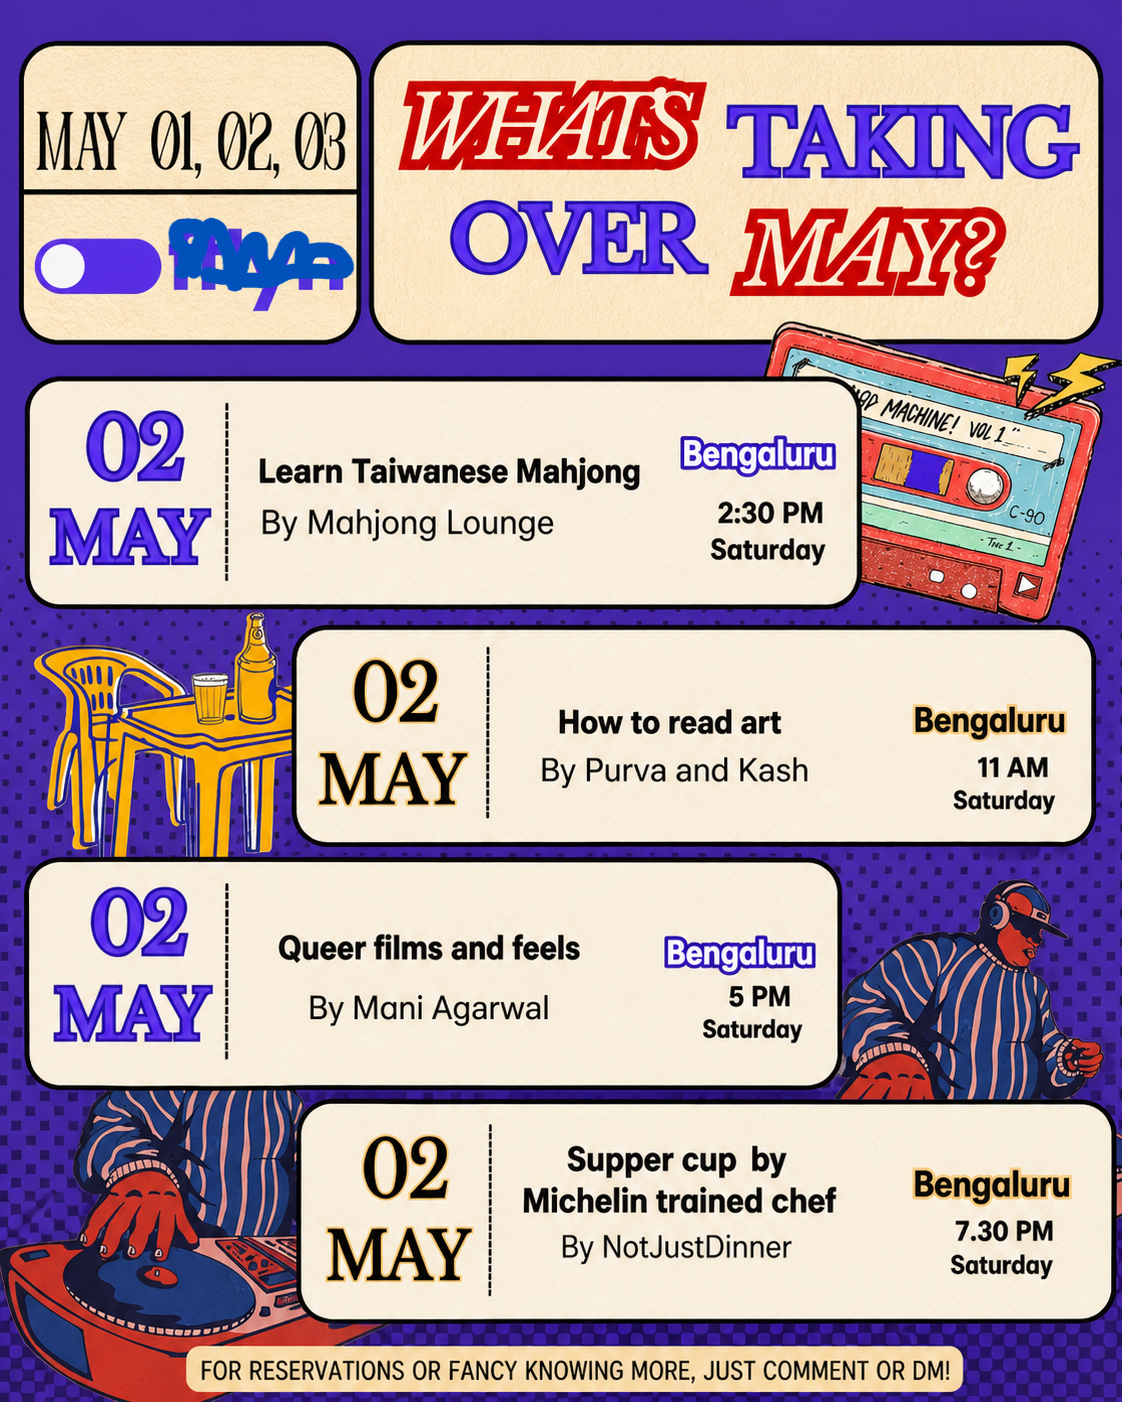 MAY 01, 02, 03
WHAT'S TAKING
OVER MAY?
MACHINE! VOL 1"
C-90
02
MAY
Learn Taiwanese Mahjong
By Mahjong Lounge
Bengaluru
2:30 PM
Saturday
02
MAY
How to read art
By Purva and Kash
Bengaluru
11 AM
Saturday
02
MAY
Queer films and feels
By Mani Agarwal
Bengaluru
5 PM
Saturday
02
MAY
Supper cup by
Michelin trained chef
By NotJustDinner
Bengaluru
7.30 PM
Saturday
FOR RESERVATIONS OR FANCY KNOWING MORE, JUST COMMENT OR DM!